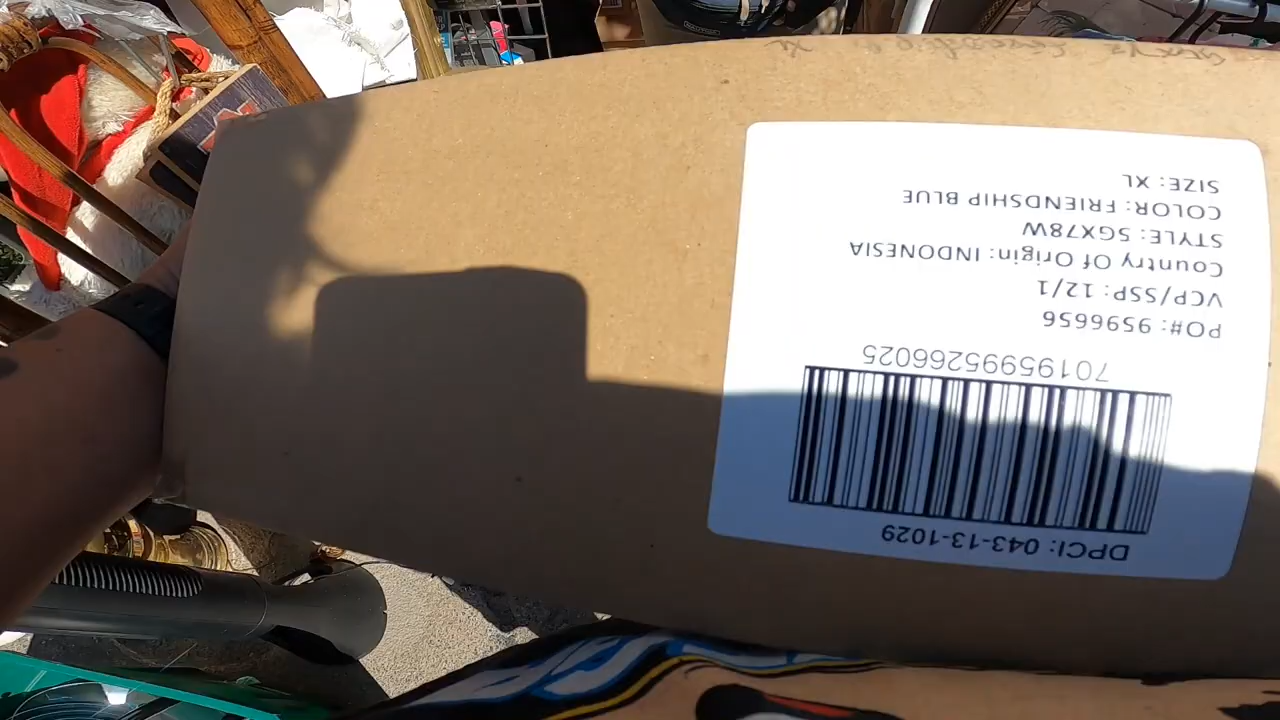 DPCI: 043-13-1029
70195995266025
PO#: 9596656
VCP/SSP: 12/1
Country Of Origin: INDONESIA
STYLE: 5GX78W
COLOR: FRIENDSHIP BLUE
SIZE: XL